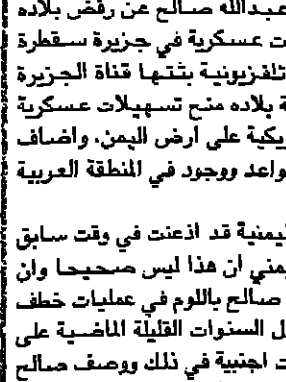 عبدالله صالح عن رفض بلاده
ت عسكرية في جزيرة سقطرة
تلفزيونية بثتها قناة الجزيرة
ة بلاده منح تسهيلات عسكرية
يكية على ارض اليمن. واضاف
واعد ووجود في المنطقة العربية
ليمنية قد اذعنت في وقت سابق
يمني ان هذا ليس صحيحا وان
صالح باللوم في عمليات خطف
ل السنوات القليلة الماضية على
ت اجنبية في ذلك ووصف صالح